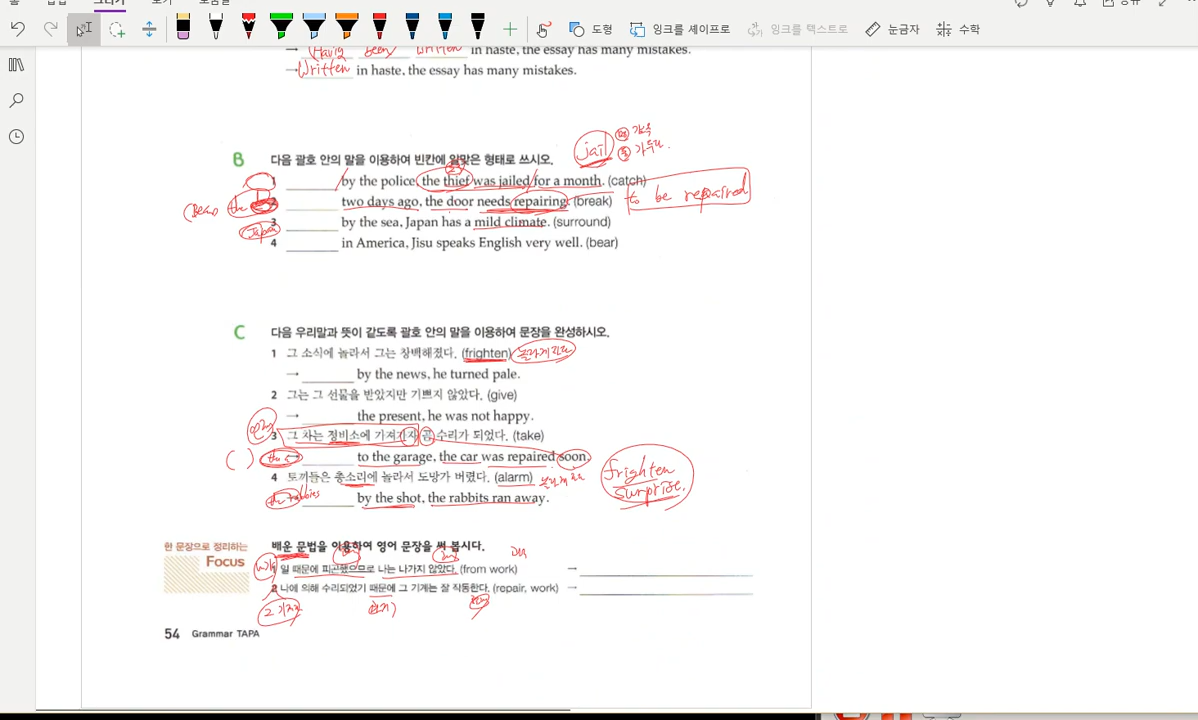 도형
잉크를 셰이프로
잉크를 텍스트로
눈금자
수학
→ Having been written in haste, the essay has many mistakes.
→ Written in haste, the essay has many mistakes.
B 다음 괄호 안의 말을 이용하여 빈칸에 알맞은 형태로 쓰시오.
jail
1 by the police, the thief was jailed for a month. (catch)
2 two days ago, the door needs repairing. (break) to be repaired
3 by the sea, Japan has a mild climate. (surround)
Japan
4 in America, Jisu speaks English very well. (bear)
C 다음 우리말과 뜻이 같도록 괄호 안의 말을 이용하여 문장을 완성하시오.
1 그 소식에 놀라서 그는 창백해졌다. (frighten)
→ by the news, he turned pale.
2 그는 그 선물을 받았지만 기쁘지 않았다. (give)
→ the present, he was not happy.
3 그 차는 정비소에 가져가자 곧 수리가 되었다. (take)
to the garage, the car was repaired soon.
4 토끼들은 총소리에 놀라서 도망가 버렸다. (alarm)
by the shot, the rabbits ran away.
frighten
surprise.
한 문장으로 정리하는
Focus
배운 문법을 이용하여 영어 문장을 써 봅시다.
일 때문에 피곤했으므로 나는 나가지 않았다. (from work) →
2 나에 의해 수리되었기 때문에 그 기계는 잘 작동한다. (repair, work) →
54 Grammar TAPA